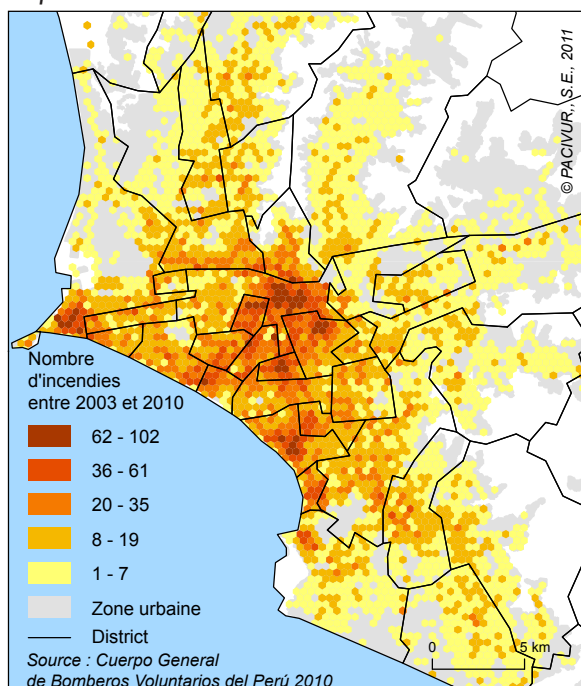 © PACIVUR,, S.E., 2011
Nombre
d'incendies
entre 2003 et 2010
62 - 102
36 - 61
20 - 35
8 - 19
1 - 7
Zone urbaine
District
0 5 km
Source : Cuerpo General
de Bomberos Voluntarios del Perú 2010